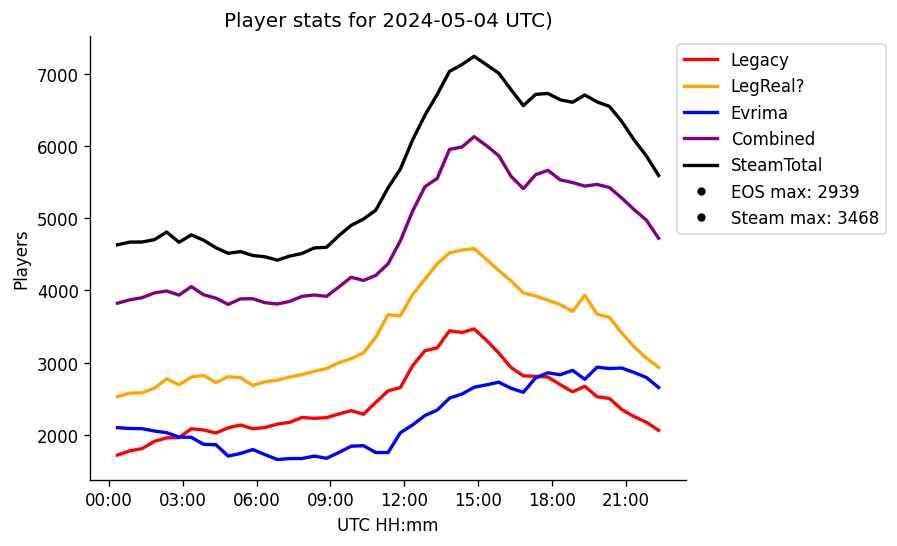 Player stats for 2024-05-04 UTC)
Players
7000
6000
5000
4000
3000
2000
00:00 03:00 06:00 09:00 12:00 15:00 18:00 21:00
UTC HH:mm
Legacy
LegReal?
Evrima
Combined
SteamTotal
EOS max: 2939
Steam max: 3468